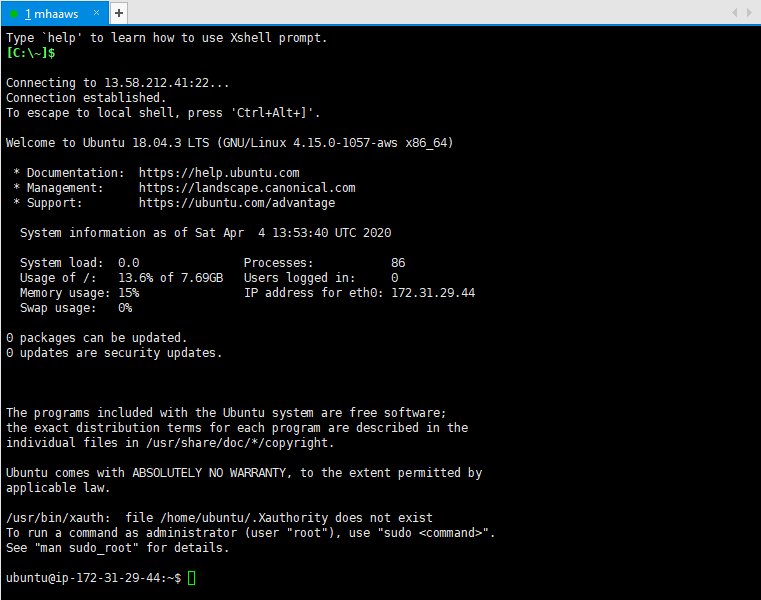 1 mhaaws × +
Type `help' to learn how to use Xshell prompt.
[C:\~]$
Connecting to 13.58.212.41:22...
Connection established.
To escape to local shell, press 'Ctrl+Alt+]'.
Welcome to Ubuntu 18.04.3 LTS (GNU/Linux 4.15.0-1057-aws x86_64)
* Documentation:  https://help.ubuntu.com
* Management:     https://landscape.canonical.com
* Support:        https://ubuntu.com/advantage
System information as of Sat Apr  4 13:53:40 UTC 2020
System load:  0.0               Processes:           86
Usage of /:   13.6% of 7.69GB   Users logged in:     0
Memory usage: 15%               IP address for eth0: 172.31.29.44
Swap usage:   0%
0 packages can be updated.
0 updates are security updates.
The programs included with the Ubuntu system are free software;
the exact distribution terms for each program are described in the
individual files in /usr/share/doc/*/copyright.
Ubuntu comes with ABSOLUTELY NO WARRANTY, to the extent permitted by
applicable law.
/usr/bin/xauth:  file /home/ubuntu/.Xauthority does not exist
To run a command as administrator (user "root"), use "sudo <command>".
See "man sudo_root" for details.
ubuntu@ip-172-31-29-44:~$